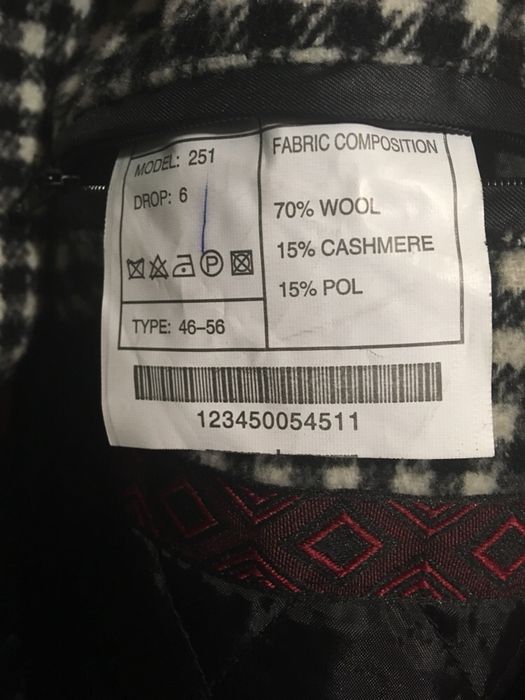 MODEL: 251
DROP: 6
P
TYPE: 46–56
FABRIC COMPOSITION
70% WOOL
15% CASHMERE
15% POL
123450054511